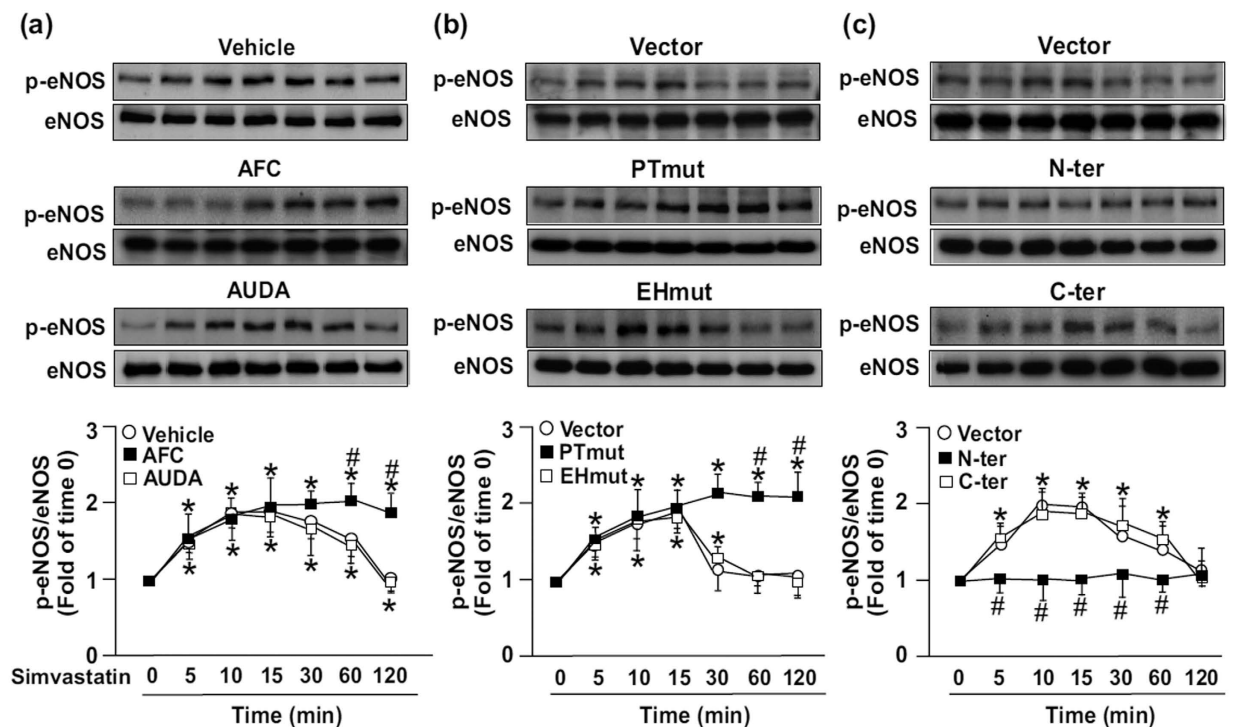 (a)
Vehicle
p-eNOS
eNOS
AFC
p-eNOS
eNOS
AUDA
p-eNOS
eNOS
p-eNOS/eNOS
(Fold of time 0)
3
2
1
0
Vehicle
AFC
AUDA
* * * * #* #*
* * * * * *
Simvastatin 0 5 10 15 30 60 120
Time (min)
(b)
Vector
p-eNOS
eNOS
PTmut
p-eNOS
eNOS
EHmut
p-eNOS
eNOS
p-eNOS/eNOS
(Fold of time 0)
3
2
1
0
Vector
PTmut
EHmut
* * * * #* #*
* * * *
0 5 10 15 30 60 120
Time (min)
(c)
Vector
p-eNOS
eNOS
N-ter
p-eNOS
eNOS
C-ter
p-eNOS
eNOS
p-eNOS/eNOS
(Fold of time 0)
3
2
1
0
Vector
N-ter
C-ter
* * * * *
# # # # #
0 5 10 15 30 60 120
Time (min)